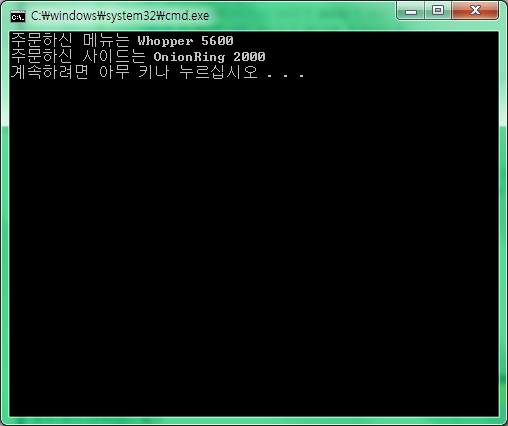 C:₩windows₩system32₩cmd.exe
주문하신 메뉴는 Whopper 5600
주문하신 사이드는 OnionRing 2000
계속하려면 아무 키나 누르십시오 . . .